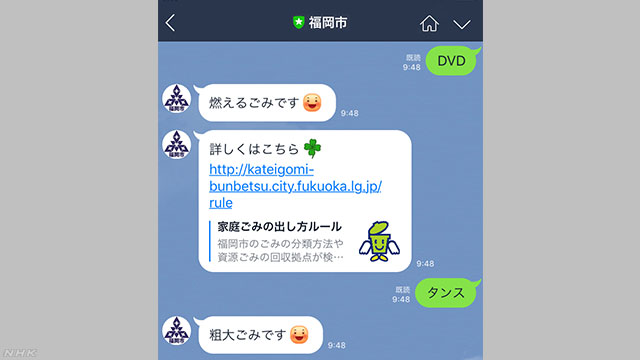 福岡市
DVD
既読
9:48
福岡市
燃えるごみです
9:48
福岡市
詳しくはこちら
http://kateigomi-
bunbetsu.city.fukuoka.lg.jp/
rule
家庭ごみの出し方ルール
福岡市のごみの分類方法や
資源ごみの回収拠点が検…
9:48
タンス
既読
9:48
福岡市
粗大ごみです
9:48
NHK